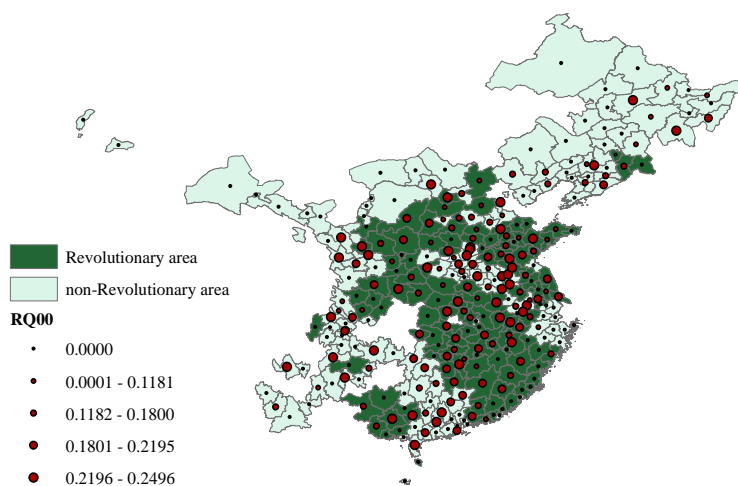 Revolutionary area
non-Revolutionary area
RQ00
0.0000
0.0001 - 0.1181
0.1182 - 0.1800
0.1801 - 0.2195
0.2196 - 0.2496